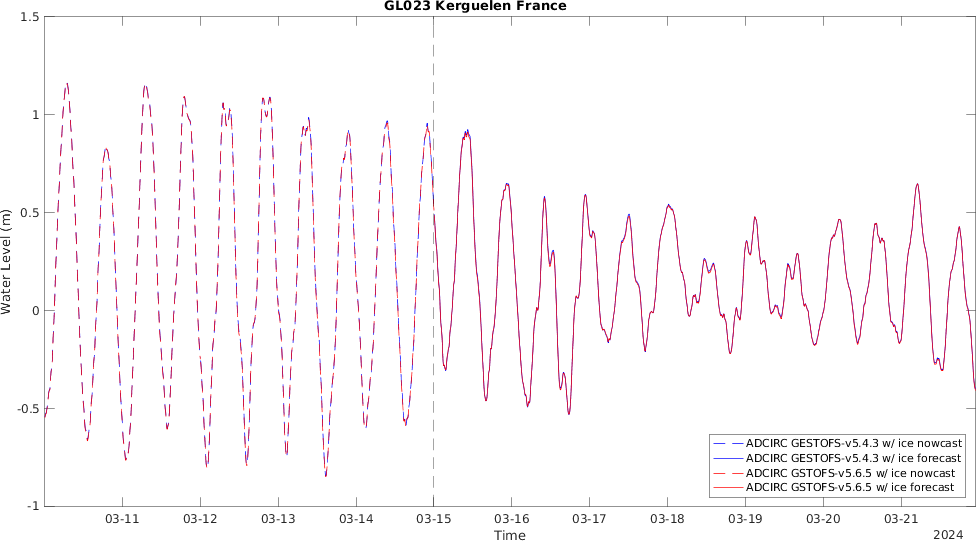 GL023 Kerguelen France
1.5
1
0.5
0
-0.5
-1
Water Level (m)
ADCIRC GESTOFS-v5.4.3 w/ ice nowcast
ADCIRC GESTOFS-v5.4.3 w/ ice forecast
ADCIRC GSTOFS-v5.6.5 w/ ice nowcast
ADCIRC GSTOFS-v5.6.5 w/ ice forecast
03-11 03-12 03-13 03-14 03-15 03-16 03-17 03-18 03-19 03-20 03-21
Time
2024